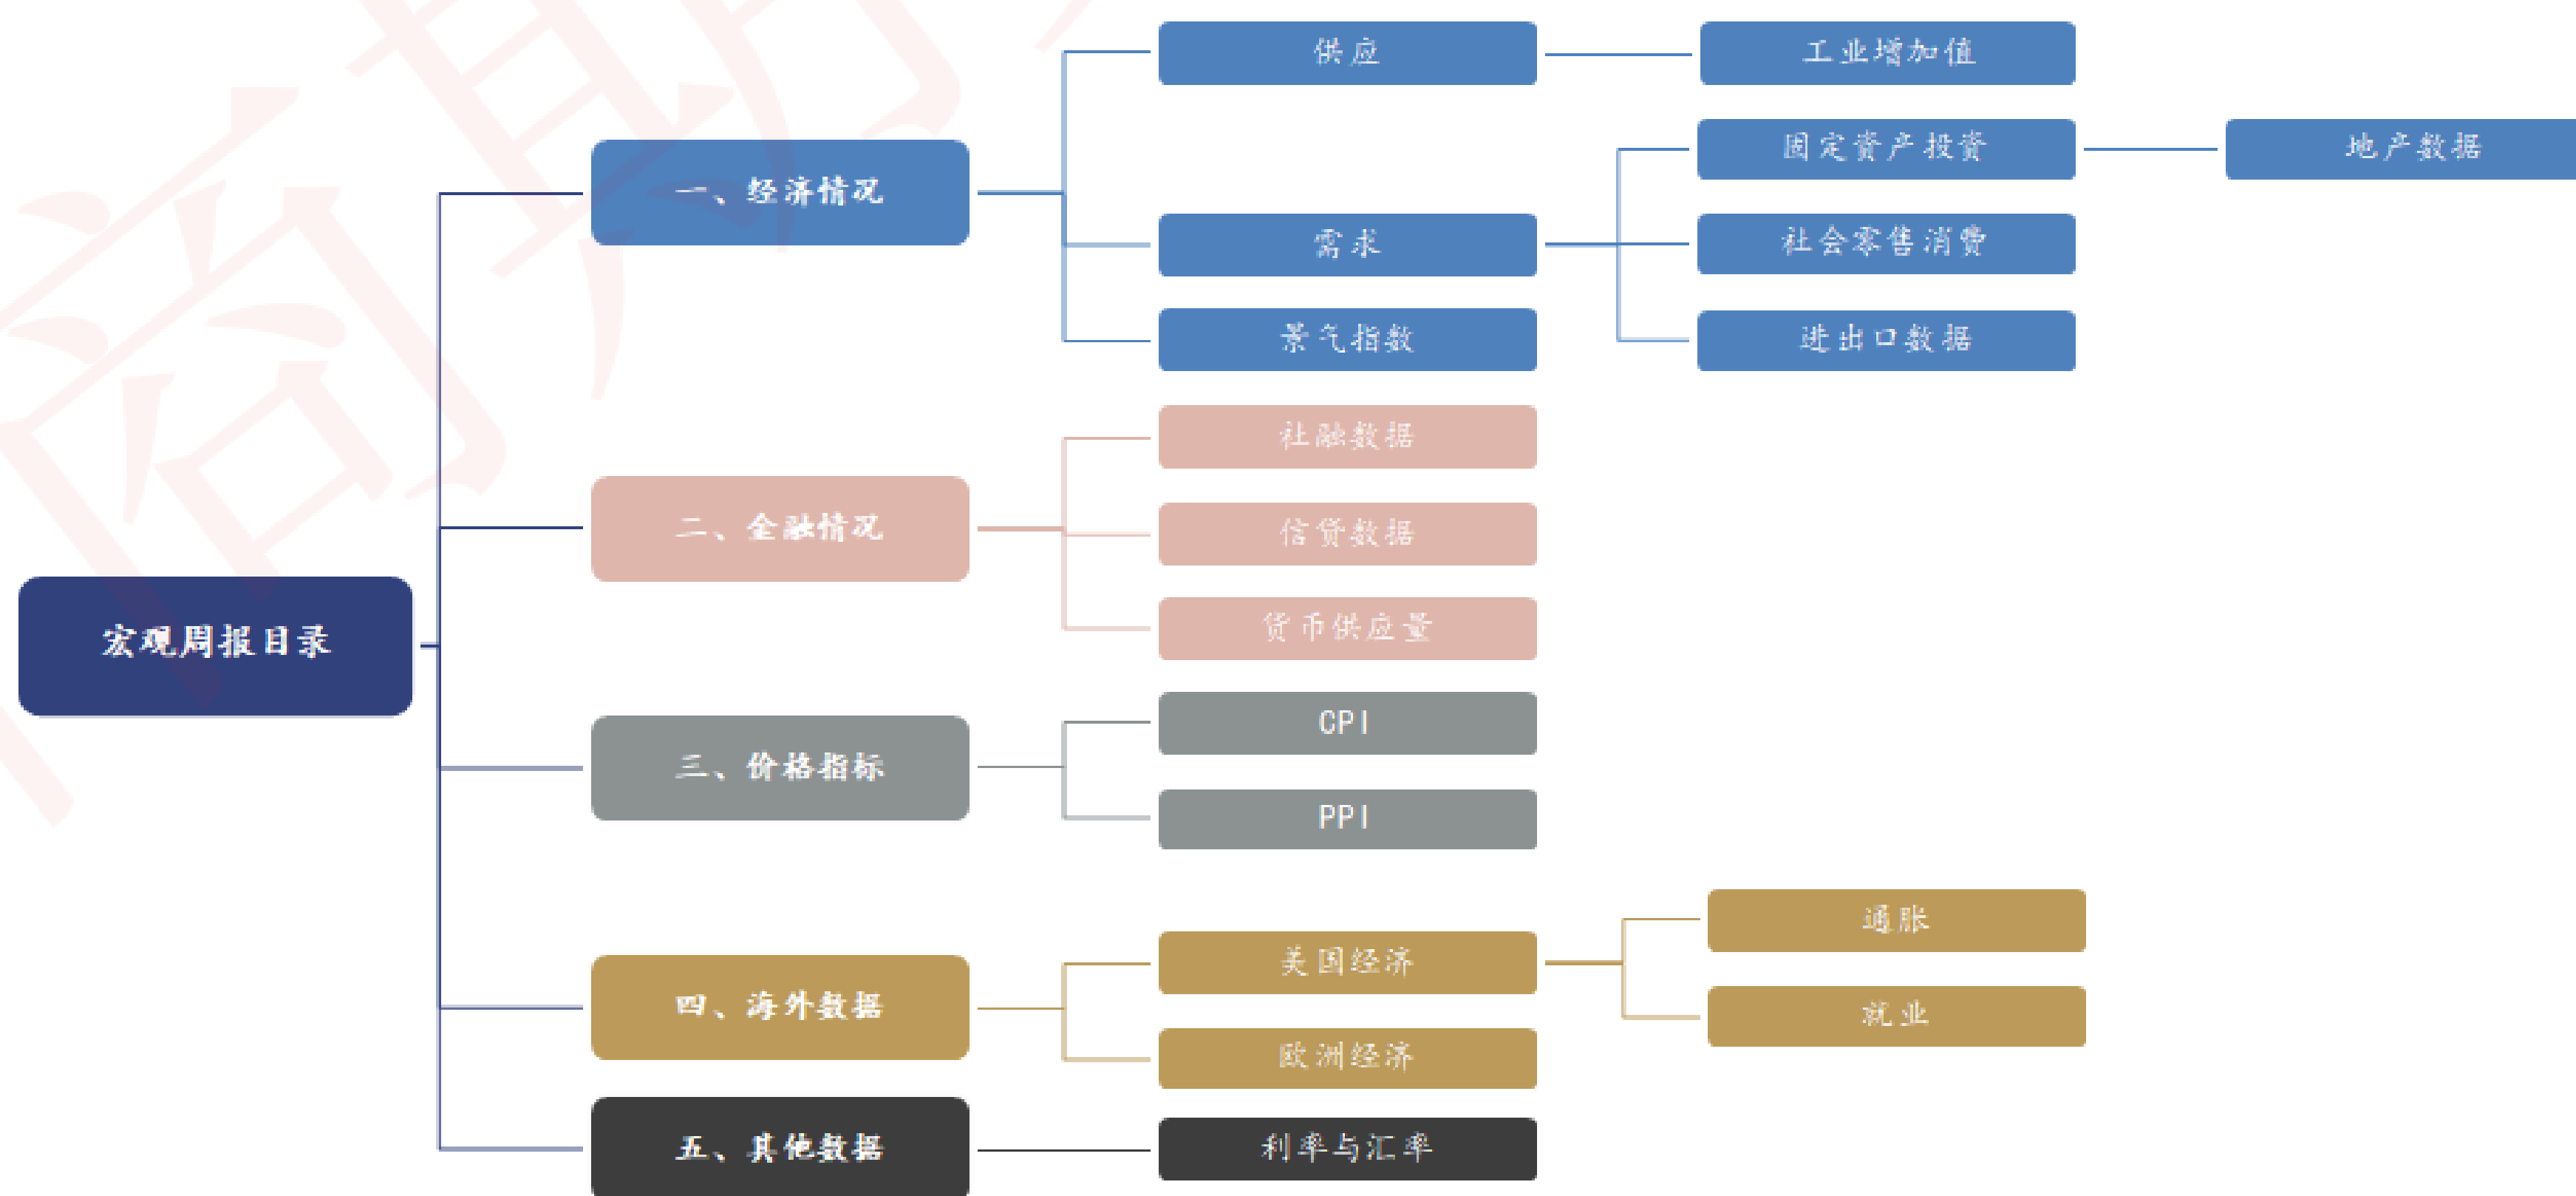 宏观周报目录
一、经济情况
供应
工业增加值
需求
固定资产投资
地产数据
社会零售消费
进出口数据
景气指数
二、金融情况
社融数据
信贷数据
货币供应量
三、价格指标
CPI
PPI
四、海外数据
美国经济
通胀
就业
欧洲经济
五、其他数据
利率与汇率